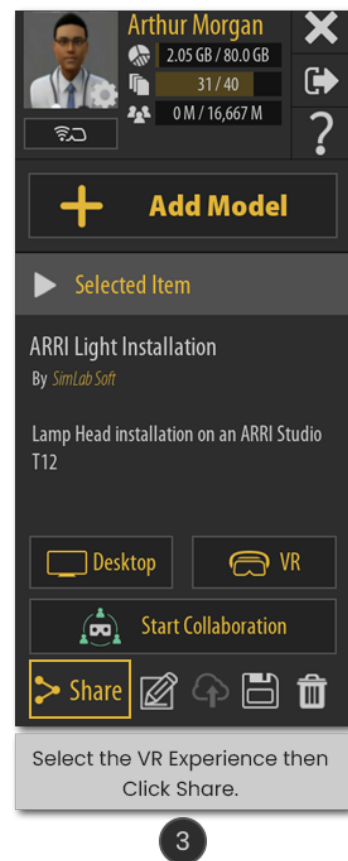 Arthur Morgan
2.05 GB / 80.0 GB
31 / 40
0 M / 16,667 M
?
Add Model
Selected Item
ARRI Light Installation
By SimLab Soft
Lamp Head installation on an ARRI Studio
T12
Desktop
VR
Start Collaboration
Share
Select the VR Experience then
Click Share.
3